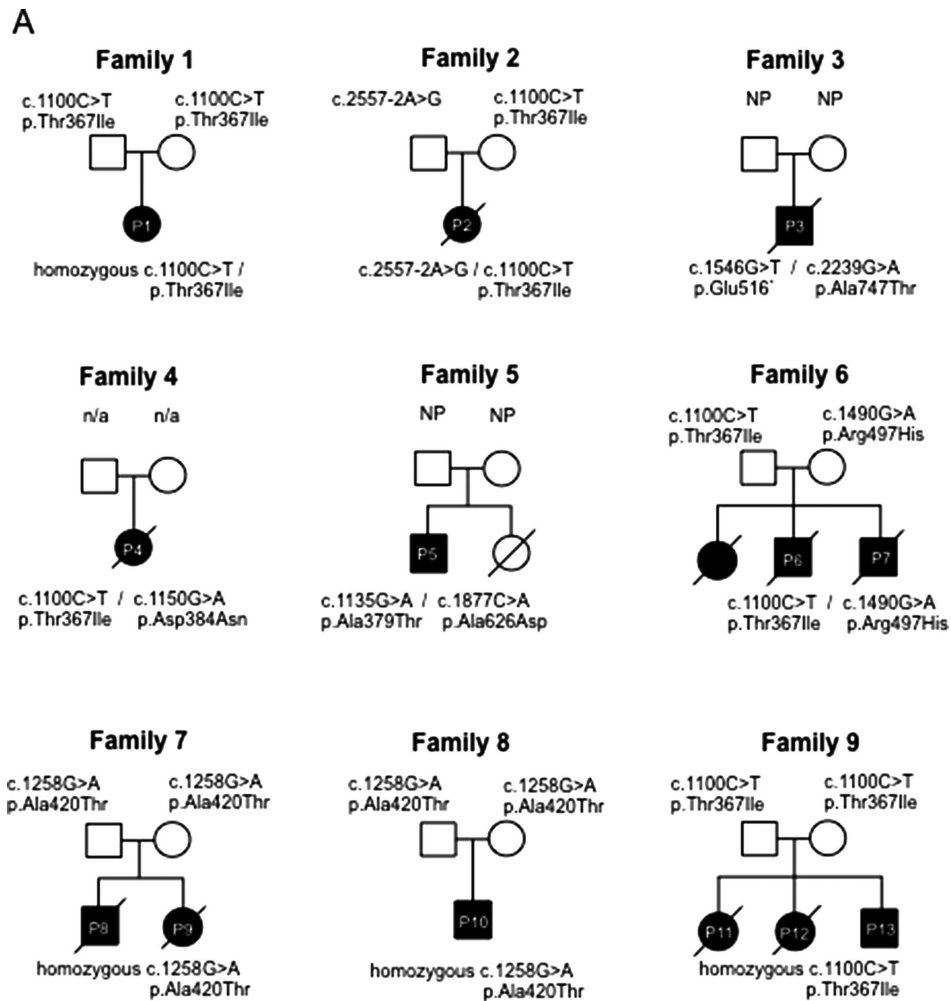 A
Family 1
c.1100C>T c.1100C>T
p.Thr367Ile p.Thr367Ile
P1
homozygous c.1100C>T /
p.Thr367Ile
Family 2
c.2557-2A>G c.1100C>T
p.Thr367Ile
P2
c.2557-2A>G / c.1100C>T
p.Thr367Ile
Family 3
NP NP
P3
c.1546G>T / c.2239G>A
p.Glu516* p.Ala747Thr
Family 4
n/a n/a
P4
c.1100C>T / c.1150G>A
p.Thr367Ile p.Asp384Asn
Family 5
NP NP
P5
c.1135G>A / c.1877C>A
p.Ala379Thr p.Ala626Asp
Family 6
c.1100C>T c.1490G>A
p.Thr367Ile p.Arg497His
P6 P7
c.1100C>T / c.1490G>A
p.Thr367Ile p.Arg497His
Family 7
c.1258G>A c.1258G>A
p.Ala420Thr p.Ala420Thr
P8 P9
homozygous c.1258G>A
p.Ala420Thr
Family 8
c.1258G>A c.1258G>A
p.Ala420Thr p.Ala420Thr
P10
homozygous c.1258G>A
p.Ala420Thr
Family 9
c.1100C>T c.1100C>T
p.Thr367Ile p.Thr367Ile
P11 P12 P13
homozygous c.1100C>T
p.Thr367Ile